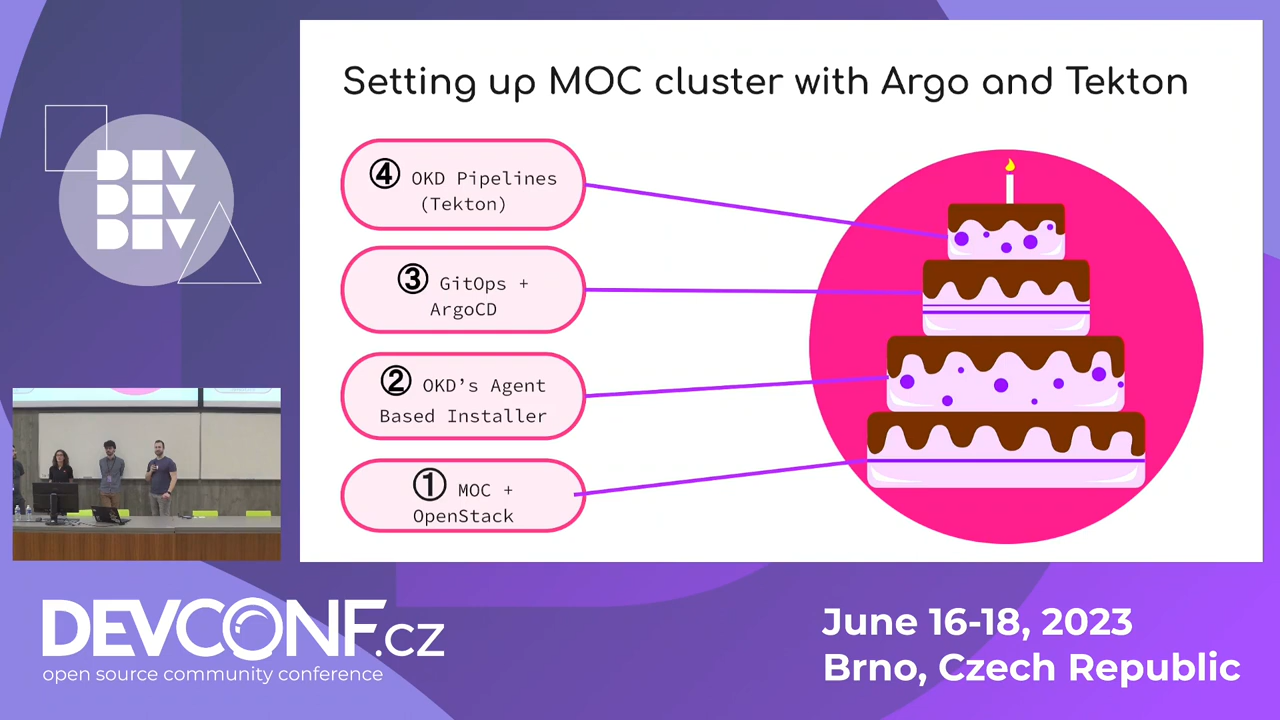 Setting up MOC cluster with Argo and Tekton
④ OKD Pipelines
(Tekton)
③ GitOps +
ArgoCD
② OKD's Agent
Based Installer
① MOC +
OpenStack
DEV
DEV
DEV
DEVCONF.cz
open source community conference
June 16-18, 2023
Brno, Czech Republic